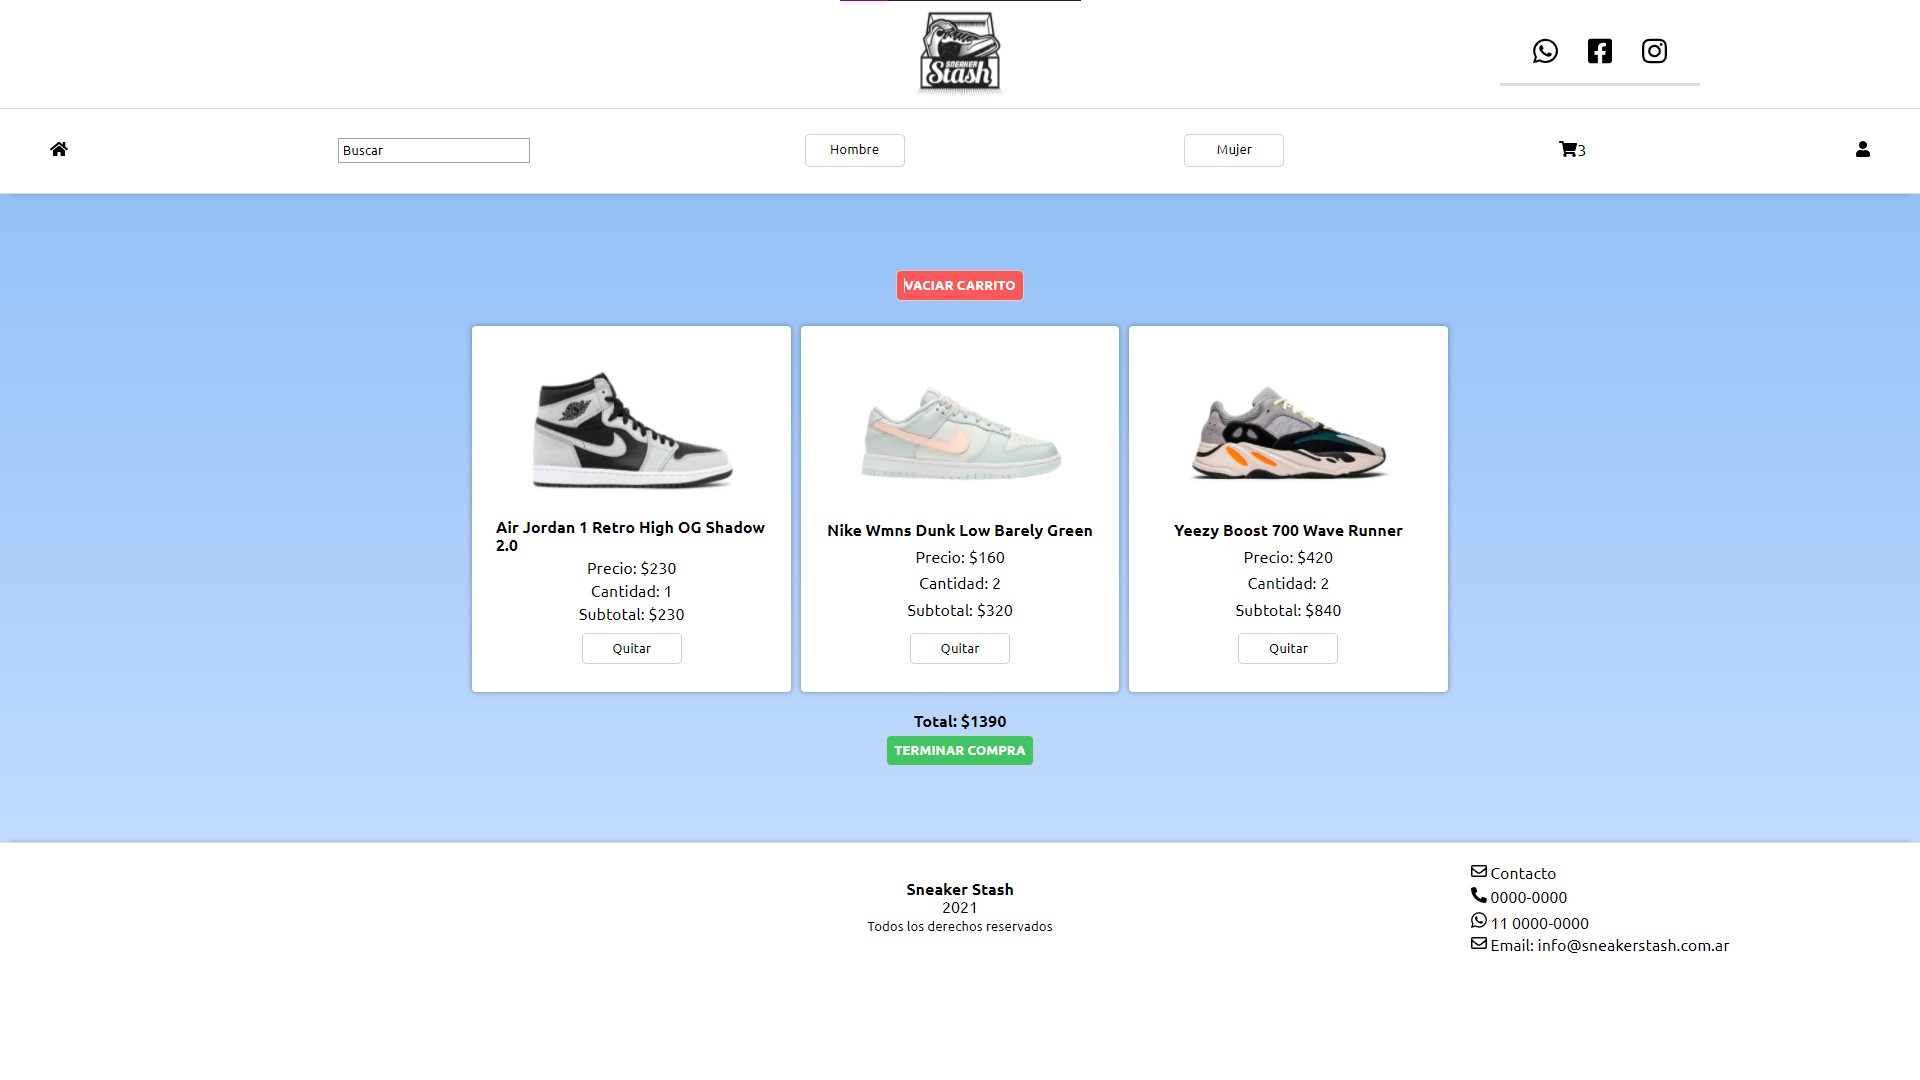 SNEAKER
Stash
Buscar
Hombre
Mujer
3
VACIAR CARRITO
Air Jordan 1 Retro High OG Shadow
2.0
Precio: $230
Cantidad: 1
Subtotal: $230
Quitar
Nike Wmns Dunk Low Barely Green
Precio: $160
Cantidad: 2
Subtotal: $320
Quitar
Yeezy Boost 700 Wave Runner
Precio: $420
Cantidad: 2
Subtotal: $840
Quitar
Total: $1390
TERMINAR COMPRA
Sneaker Stash
2021
Todos los derechos reservados
Contacto
0000-0000
11 0000-0000
Email: info@sneakerstash.com.ar